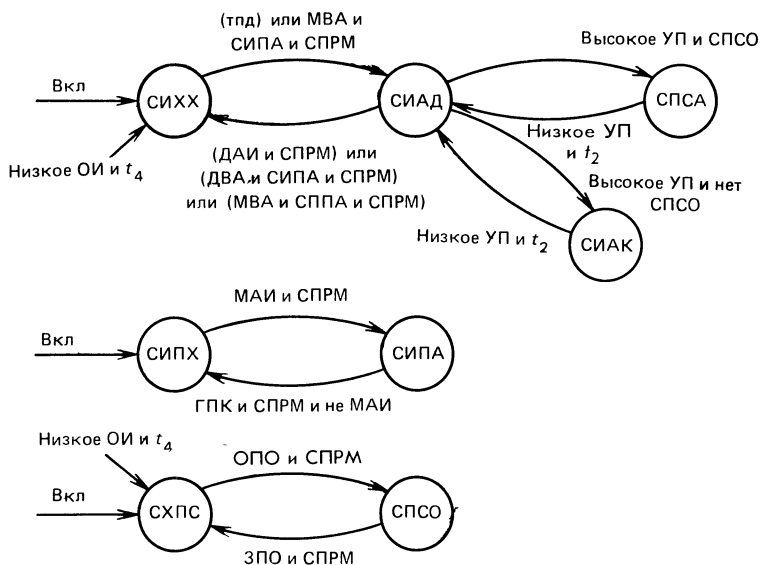 (тпд) или МВА и
СИПА и СПРМ
Высокое УП и СПСО
Вкл
СИХХ
СИАД
СПСА
Низкое ОИ и t4
(ДАИ и СПРМ) или
(ДВА и СИПА и СПРМ)
или (МВА и СППА и СПРМ)
Низкое УП
и t2
Высокое УП и нет
СПСО
Низкое УП и t2
СИАК
МАИ и СПРМ
Вкл
СИПХ
СИПА
ГПК и СПРМ и не МАИ
Низкое ОИ и t4
ОПО и СПРМ
Вкл
СХПС
СПСО
ЗПО и СПРМ